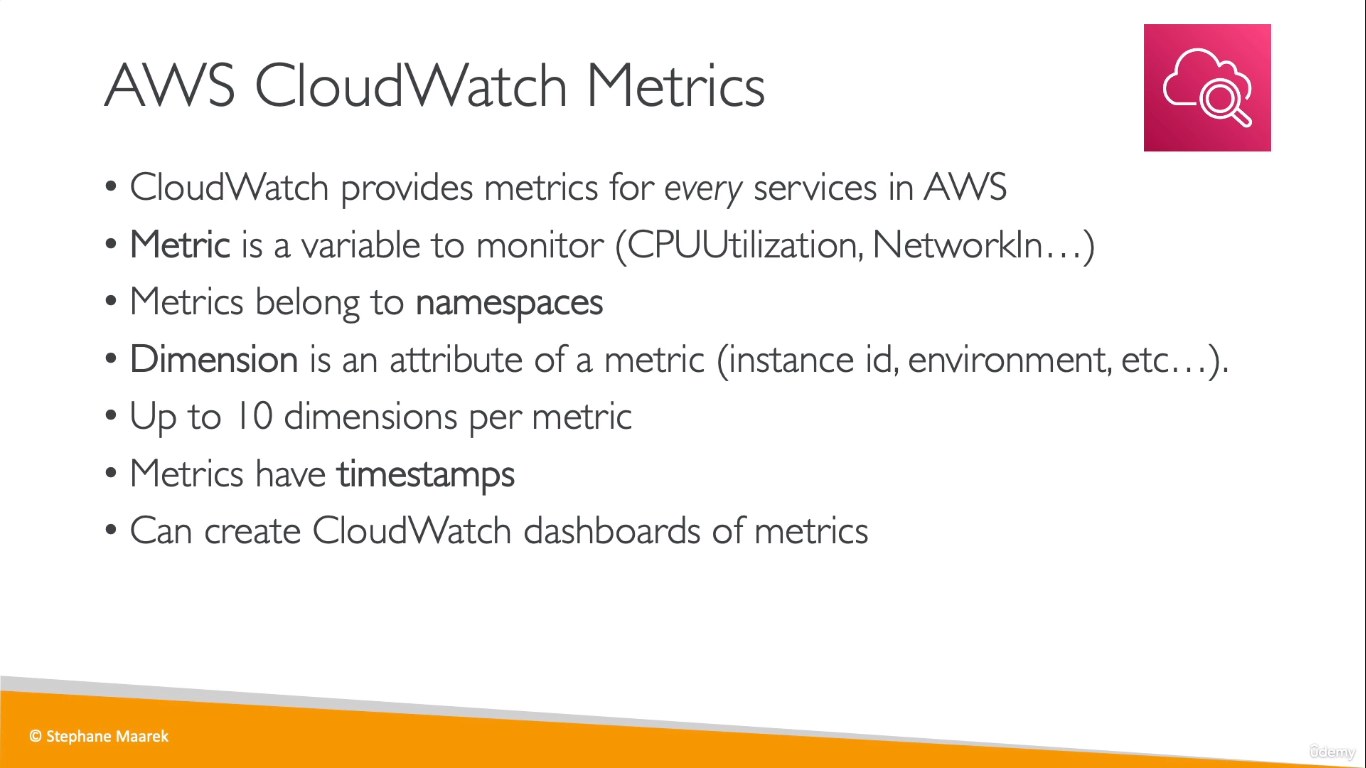 AWS CloudWatch Metrics
• CloudWatch provides metrics for every services in AWS
• Metric is a variable to monitor (CPUUtilization, NetworkIn…)
• Metrics belong to namespaces
• Dimension is an attribute of a metric (instance id, environment, etc…).
• Up to 10 dimensions per metric
• Metrics have timestamps
• Can create CloudWatch dashboards of metrics
© Stephane Maarek
ûdemy